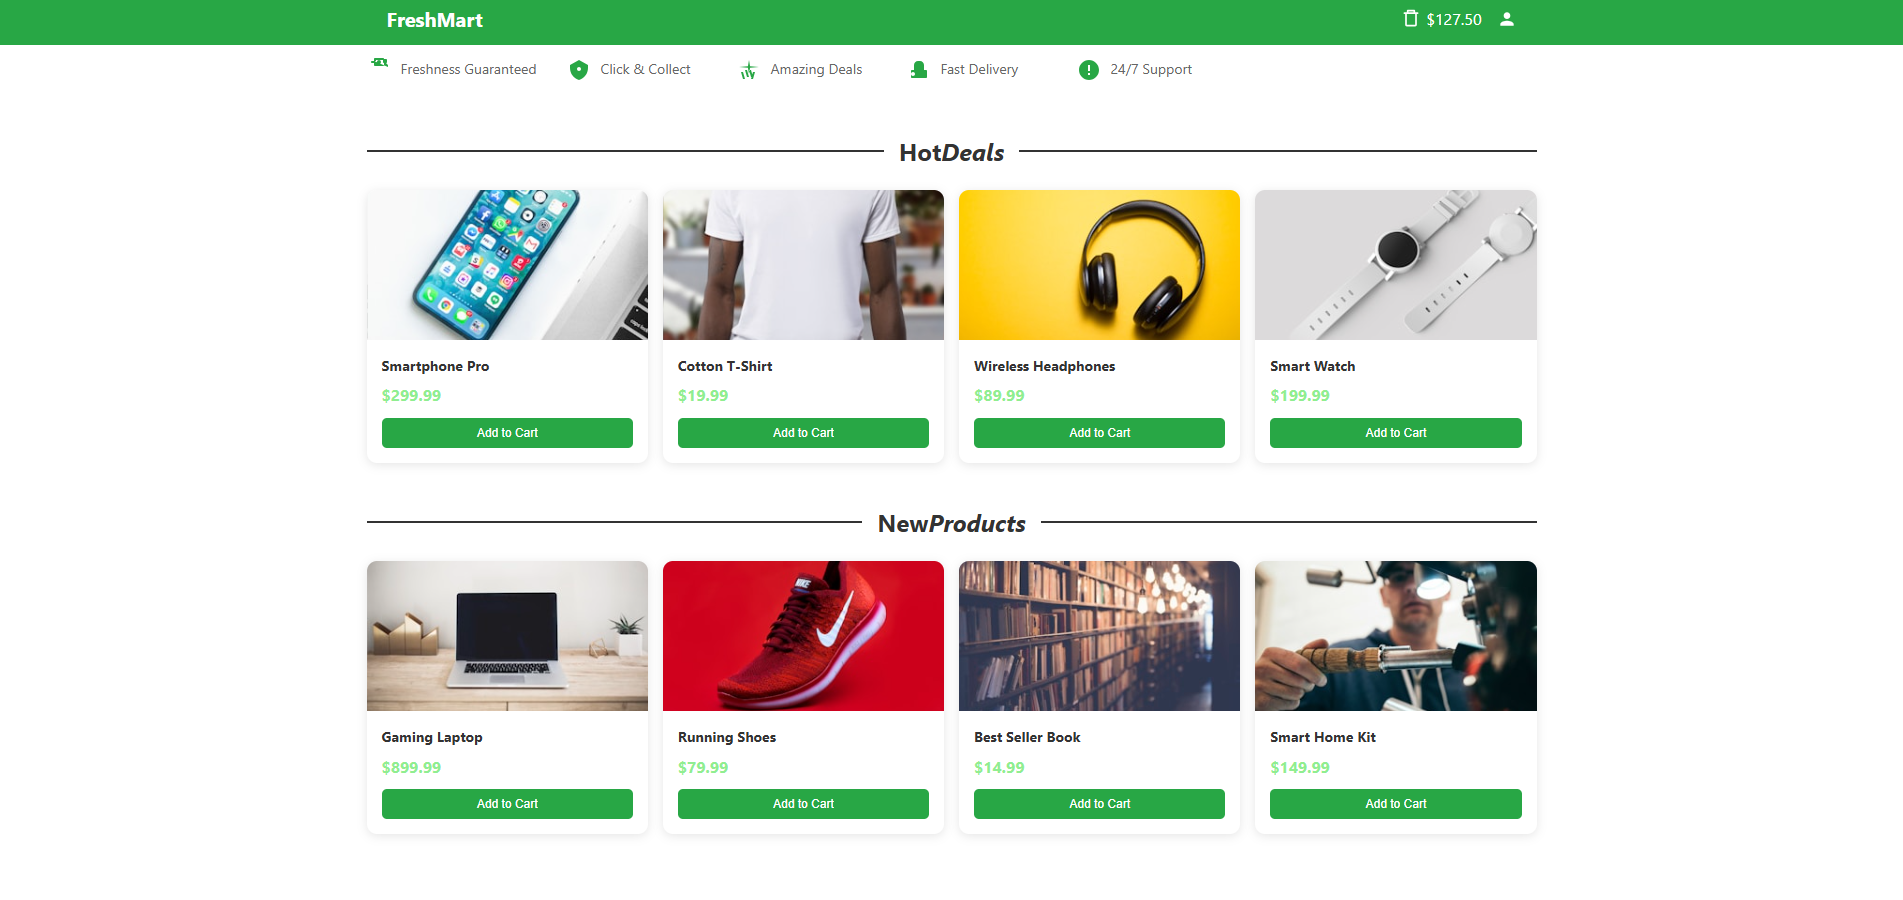 FreshMart
$127.50
Freshness Guaranteed
Click & Collect
Amazing Deals
Fast Delivery
24/7 Support
HotDeals
Smartphone Pro
$299.99
Add to Cart
Cotton T-Shirt
$19.99
Add to Cart
Wireless Headphones
$89.99
Add to Cart
Smart Watch
$199.99
Add to Cart
NewProducts
Gaming Laptop
$899.99
Add to Cart
NIKE
Running Shoes
$79.99
Add to Cart
Best Seller Book
$14.99
Add to Cart
Smart Home Kit
$149.99
Add to Cart